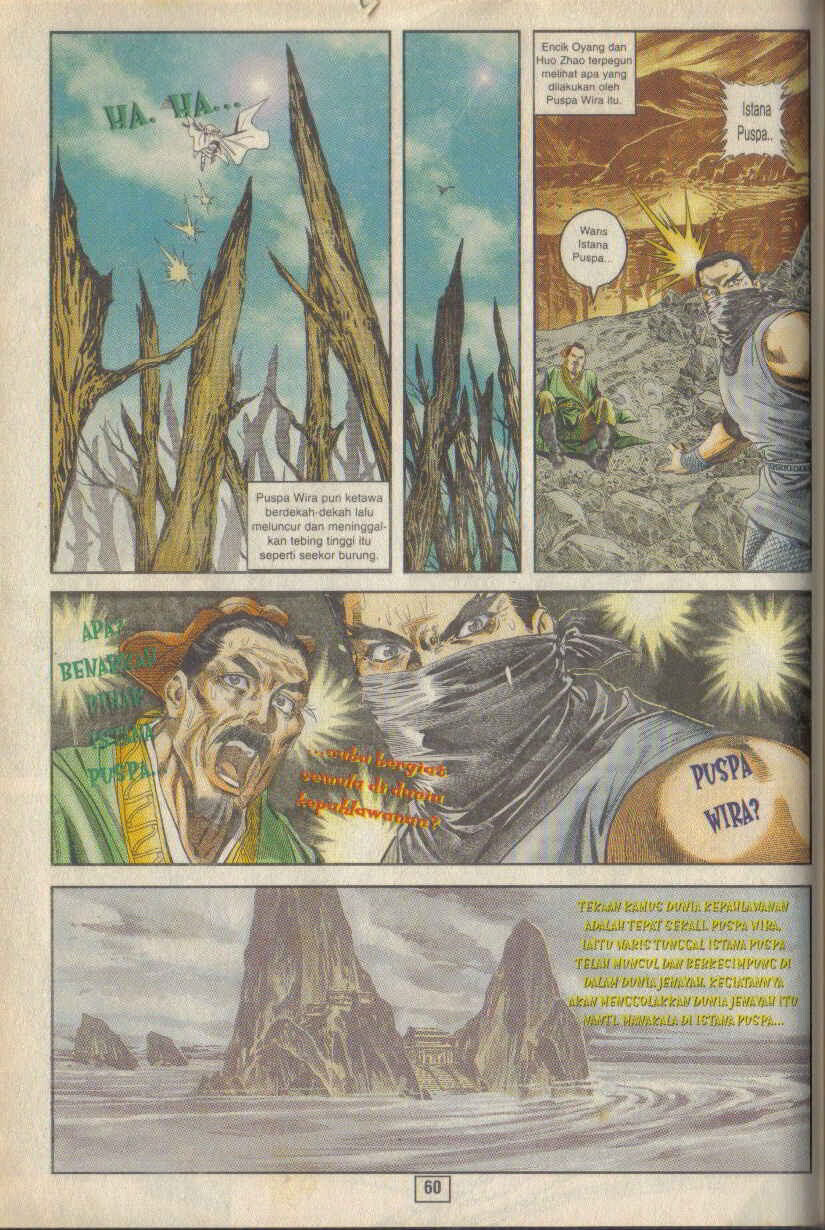 HA. HA...
Puspa Wira pun ketawa
berdekah-dekah lalu
meluncur dan meninggal-
kan tebing tinggi itu
seperti seekor burung.
Encik Oyang dan
Huo Zhao terpegun
melihat apa yang
dilakukan oleh
Puspa Wira itu.
Istana
Puspa..
Waris
Istana
Puspa...
APA?
BENARKAH
PIHAK
ISTANA
PUSPA..
...mula bergiat
semula di dunia
kepahlawanan?
PUSPA
WIRA?
TEKAAN KAMUS DUNIA KEPAHLAWANAN
ADALAH TEPAT SEKALI. PUSPA WIRA,
IAITU WARIS TUNGGAL ISTANA PUSPA
TELAH MUNCUL DAN BERKECIMPUNG DI
DALAM DUNIA JENAYAH. KEGIATANNYA
AKAN MENGGOLAKKAN DUNIA JENAYAH ITU
NANTI. MANAKALA DI ISTANA PUSPA...
60